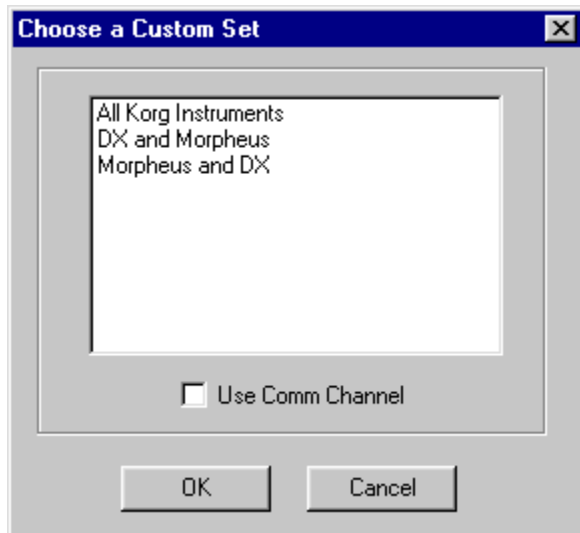 Choose a Custom Set
All Korg Instruments
DX and Morpheus
Morpheus and DX
Use Comm Channel
OK
Cancel